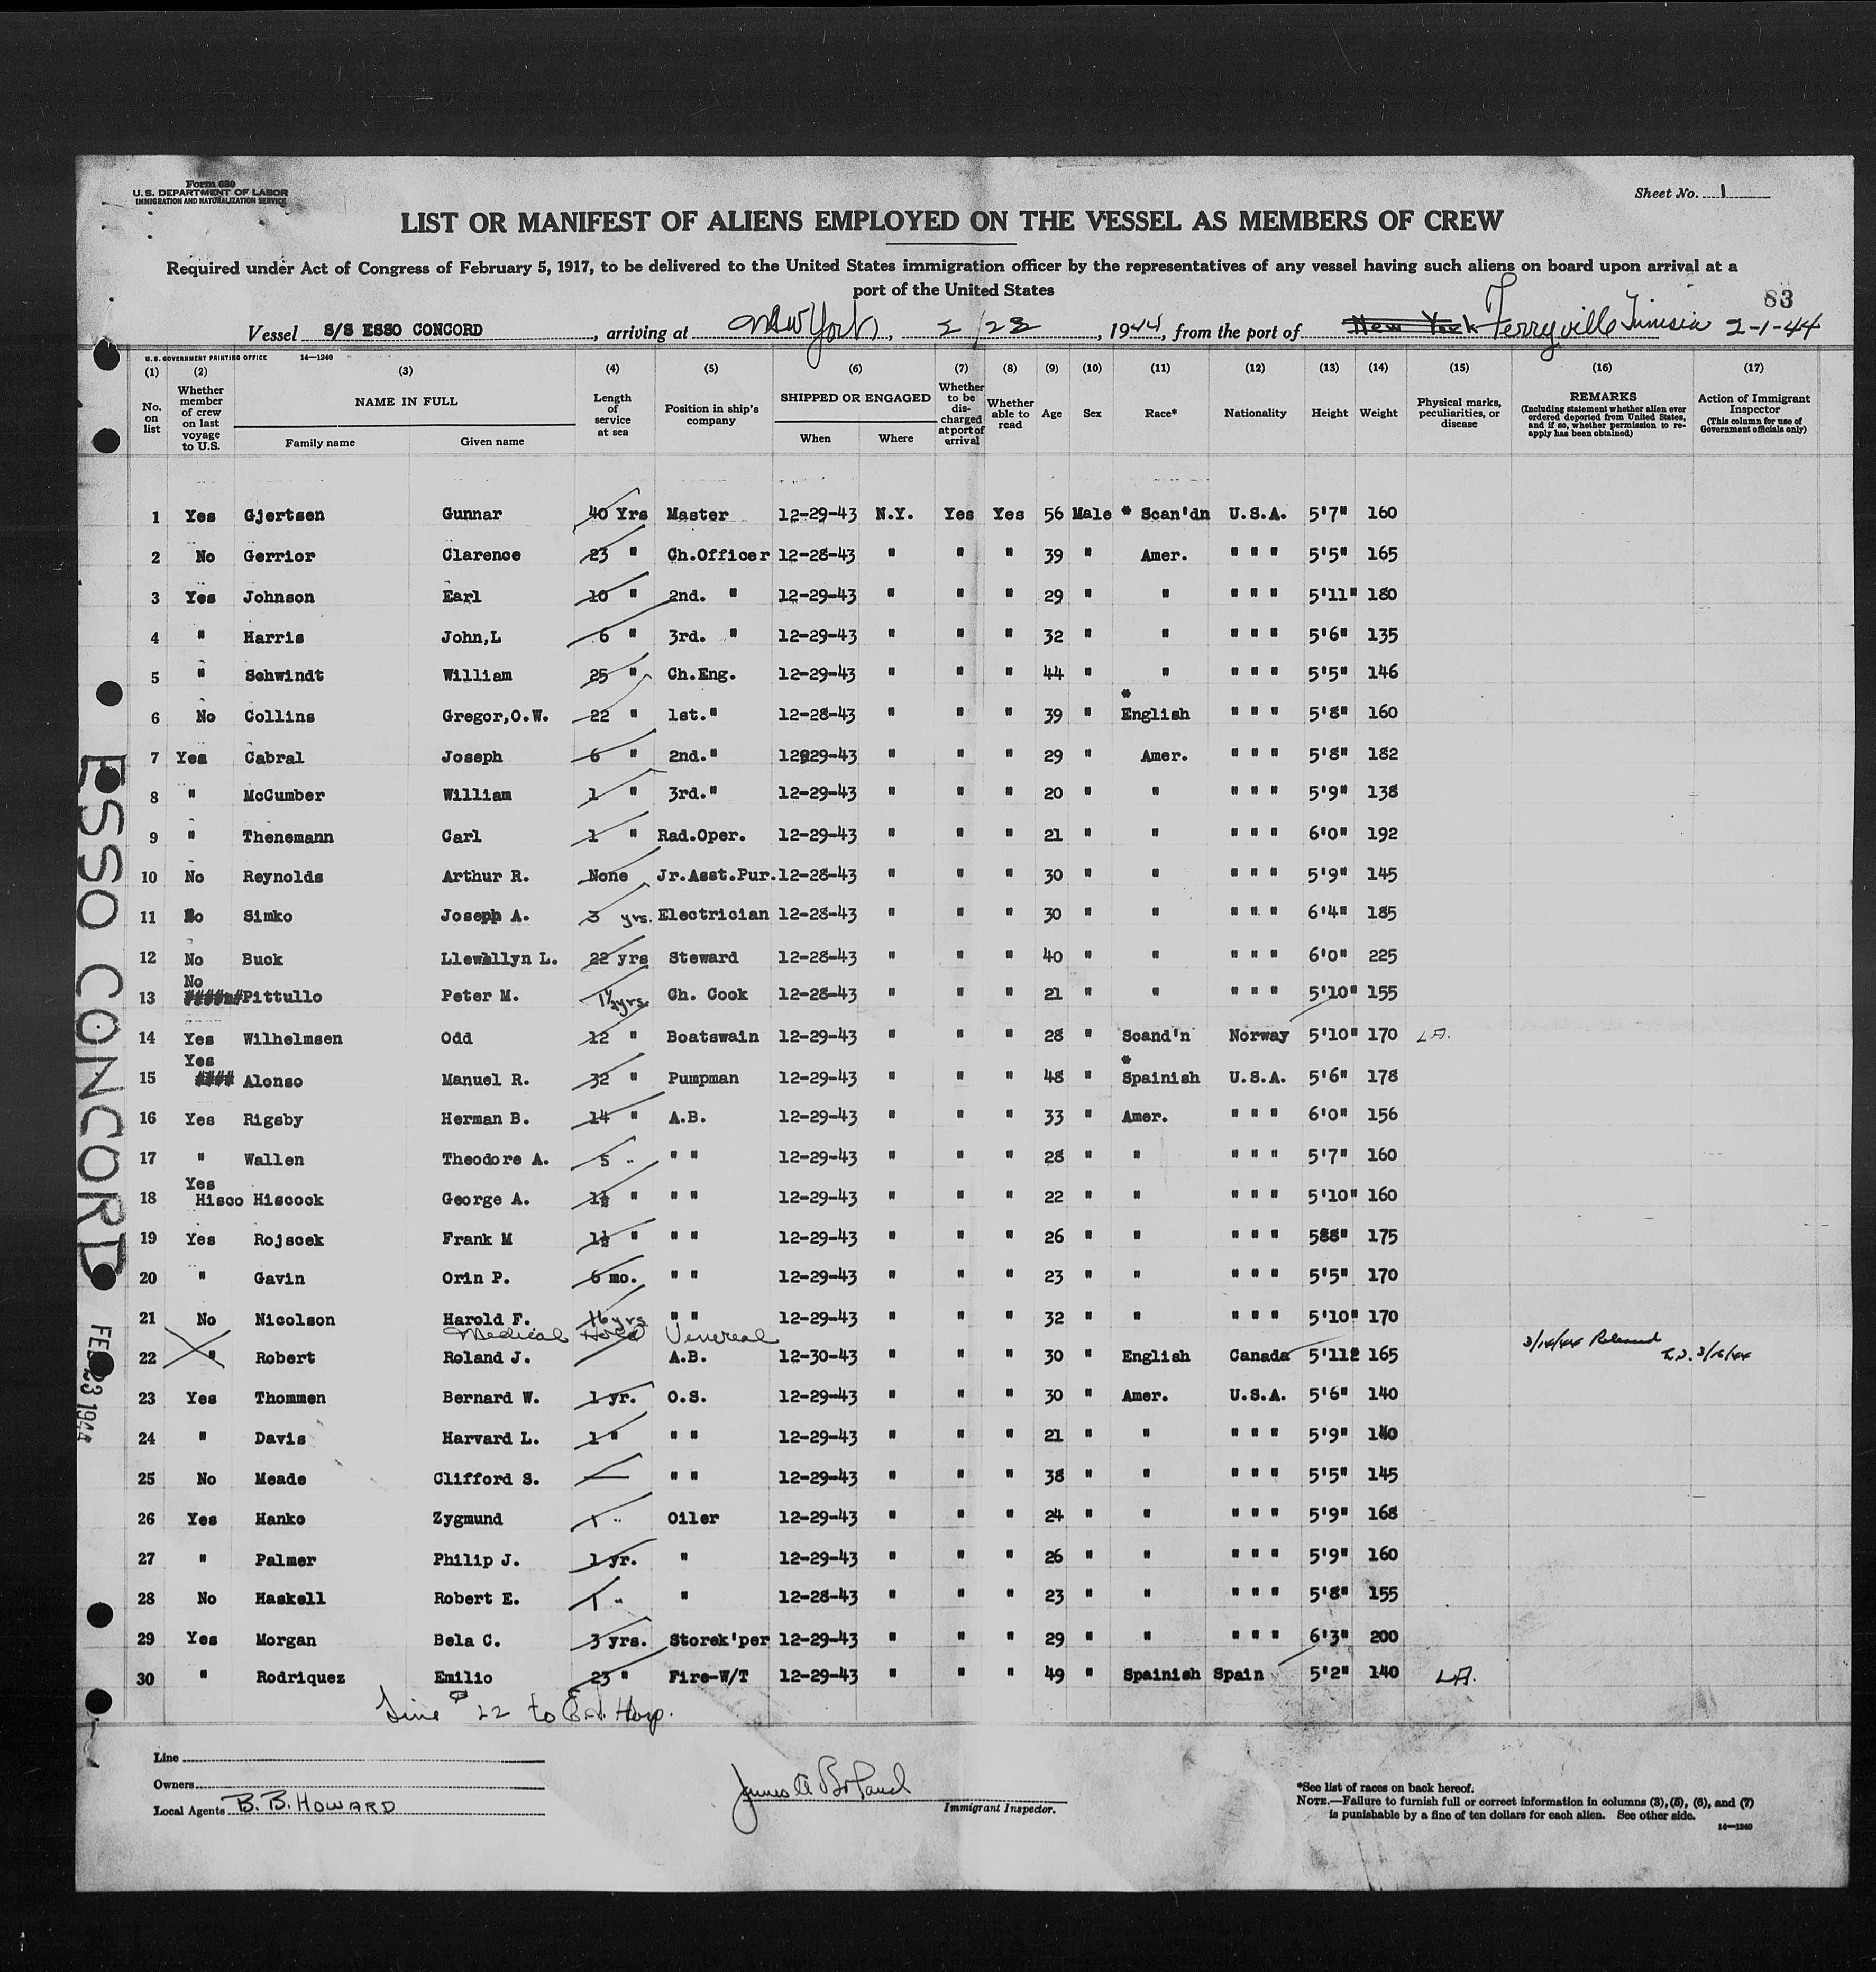 Form 680
U.S. DEPARTMENT OF LABOR
IMMIGRATION AND NATURALIZATION SERVICE
Sheet No. 1
LIST OR MANIFEST OF ALIENS EMPLOYED ON THE VESSEL AS MEMBERS OF CREW
Required under Act of Congress of February 5, 1917, to be delivered to the United States immigration officer by the representatives of any vessel having such aliens on board upon arrival at a
port of the United States
83
Vessel S/S ESSO CONCORD, arriving at New York, 2/23, 1944, from the port of New York Ferryville Tunisia 2-1-44
U.S. GOVERNMENT PRINTING OFFICE 14—1240
(1) (2) (3) (4) (5) (6) (7) (8) (9) (10) (11) (12) (13) (14) (15) (16) (17)
No. on list
Whether member of crew on last voyage to U.S.
NAME IN FULL
Family name Given name
Length of service at sea
Position in ship's company
SHIPPED OR ENGAGED
When Where
Whether to be discharged at port of arrival
Whether able to read
Age
Sex
Race*
Nationality
Height
Weight
Physical marks, peculiarities, or disease
REMARKS
(Including statement whether alien ever ordered deported from United States, and if so, whether permission to reapply has been obtained)
Action of Immigrant Inspector
(This column for use of Government officials only)
1 Yes Gjertsen Gunnar 40 Yrs Master 12-29-43 N.Y. Yes Yes 56 Male * Scan'dn U.S.A. 5'7" 160
2 No Gerrior Clarence 23 " Ch.Officer 12-28-43 " " " 39 " Amer. " " " 5'5" 165
3 Yes Johnson Earl 10 " 2nd. " 12-29-43 " " " 29 " " " " " 5'11" 180
4 " Harris John,L 6 " 3rd. " 12-29-43 " " " 32 " " " " " 5'6" 135
5 " Schwindt William 25 " Ch.Eng. 12-29-43 " " " 44 " " " " " 5'5" 146
6 No Collins Gregor,O.W. 22 " 1st." 12-28-43 " " " 39 " * English " " " 5'8" 160
7 Yes Cabral Joseph 6 " 2nd." 12-29-43 " " " 29 " Amer. " " " 5'8" 182
8 " McCumber William 1 " 3rd." 12-29-43 " " " 20 " " " " " 5'9" 138
9 " Thenemann Carl 1 " Rad.Oper. 12-29-43 " " " 21 " " " " " 6'0" 192
10 No Reynolds Arthur R. None Jr.Asst.Pur. 12-28-43 " " " 30 " " " " " 5'9" 145
11 No Simko Joseph A. 3 yrs. Electrician 12-28-43 " " " 30 " " " " " 6'4" 185
12 No Buck Llewellyn L. 22 yrs Steward 12-28-43 " " " 40 " " " " " 6'0" 225
13 No ###### Pittullo Peter M. 1½ yrs. Ch. Cook 12-28-43 " " " 21 " " " " " 5'10" 155
14 Yes Wilhelmsen Odd 12 " Boatswain 12-29-43 " " " 28 " Scand'n Norway 5'10" 170 L.A.
15 Yes #### Alonso Manuel R. 32 " Pumpman 12-29-43 " " " 48 " * Spainish U.S.A. 5'6" 178
16 Yes Rigsby Herman B. 14 " A.B. 12-29-43 " " " 33 " Amer. " " " 6'0" 156
17 " Wallen Theodore A. 5 " " " 12-29-43 " " " 28 " " " " " 5'7" 160
18 Yes Hisco Hiscock George A. 1½ " " " 12-29-43 " " " 22 " " " " " 5'10" 160
19 Yes Rojscek Frank M 1½ " " " 12-29-43 " " " 26 " " " " " 588" 175
20 " Gavin Orin P. 6 mo. " " 12-29-43 " " " 23 " " " " " 5'5" 170
21 No Nicolson Harold F. 16 yrs " " 12-29-43 " " " 32 " " " " " 5'10" 170
Medical Hold Venereal
22 " Robert Roland J. A.B. 12-30-43 " " " 30 " English Canada 5'112 165 3/14/44 Released 3/16/44
23 Yes Thommen Bernard W. 1 yr. O.S. 12-29-43 " " " 30 " Amer. U.S.A. 5'6" 140
24 " Davis Harvard L. 1 " " " 12-29-43 " " " 21 " " " " " 5'9" 140
25 No Meade Clifford S. — " " 12-29-43 " " " 38 " " " " " 5'5" 145
26 Yes Hanko Zygmund 1 " Oiler 12-29-43 " " " 24 " " " " " 5'9" 168
27 " Palmer Philip J. 1 yr. " 12-29-43 " " " 26 " " " " " 5'9" 160
28 No Haskell Robert E. 1 " " 12-28-43 " " " 23 " " " " " 5'8" 155
29 Yes Morgan Bela C. 3 yrs. Storek'per 12-29-43 " " " 29 " " " " " 6'3" 200
30 " Rodriquez Emilio 23 " Fire-W/T 12-29-43 " " " 49 " Spainish Spain 5'2" 140 L.A.
Line # 22 to Hosp.
ESSO CONCORD
FEB 23 1944
Line
Owners
Local Agents B. B. HOWARD
James A Boland
Immigrant Inspector.
*See list of races on back hereof.
NOTE.—Failure to furnish full or correct information in columns (3), (5), (6), and (7)
is punishable by a fine of ten dollars for each alien. See other side.
14—1240